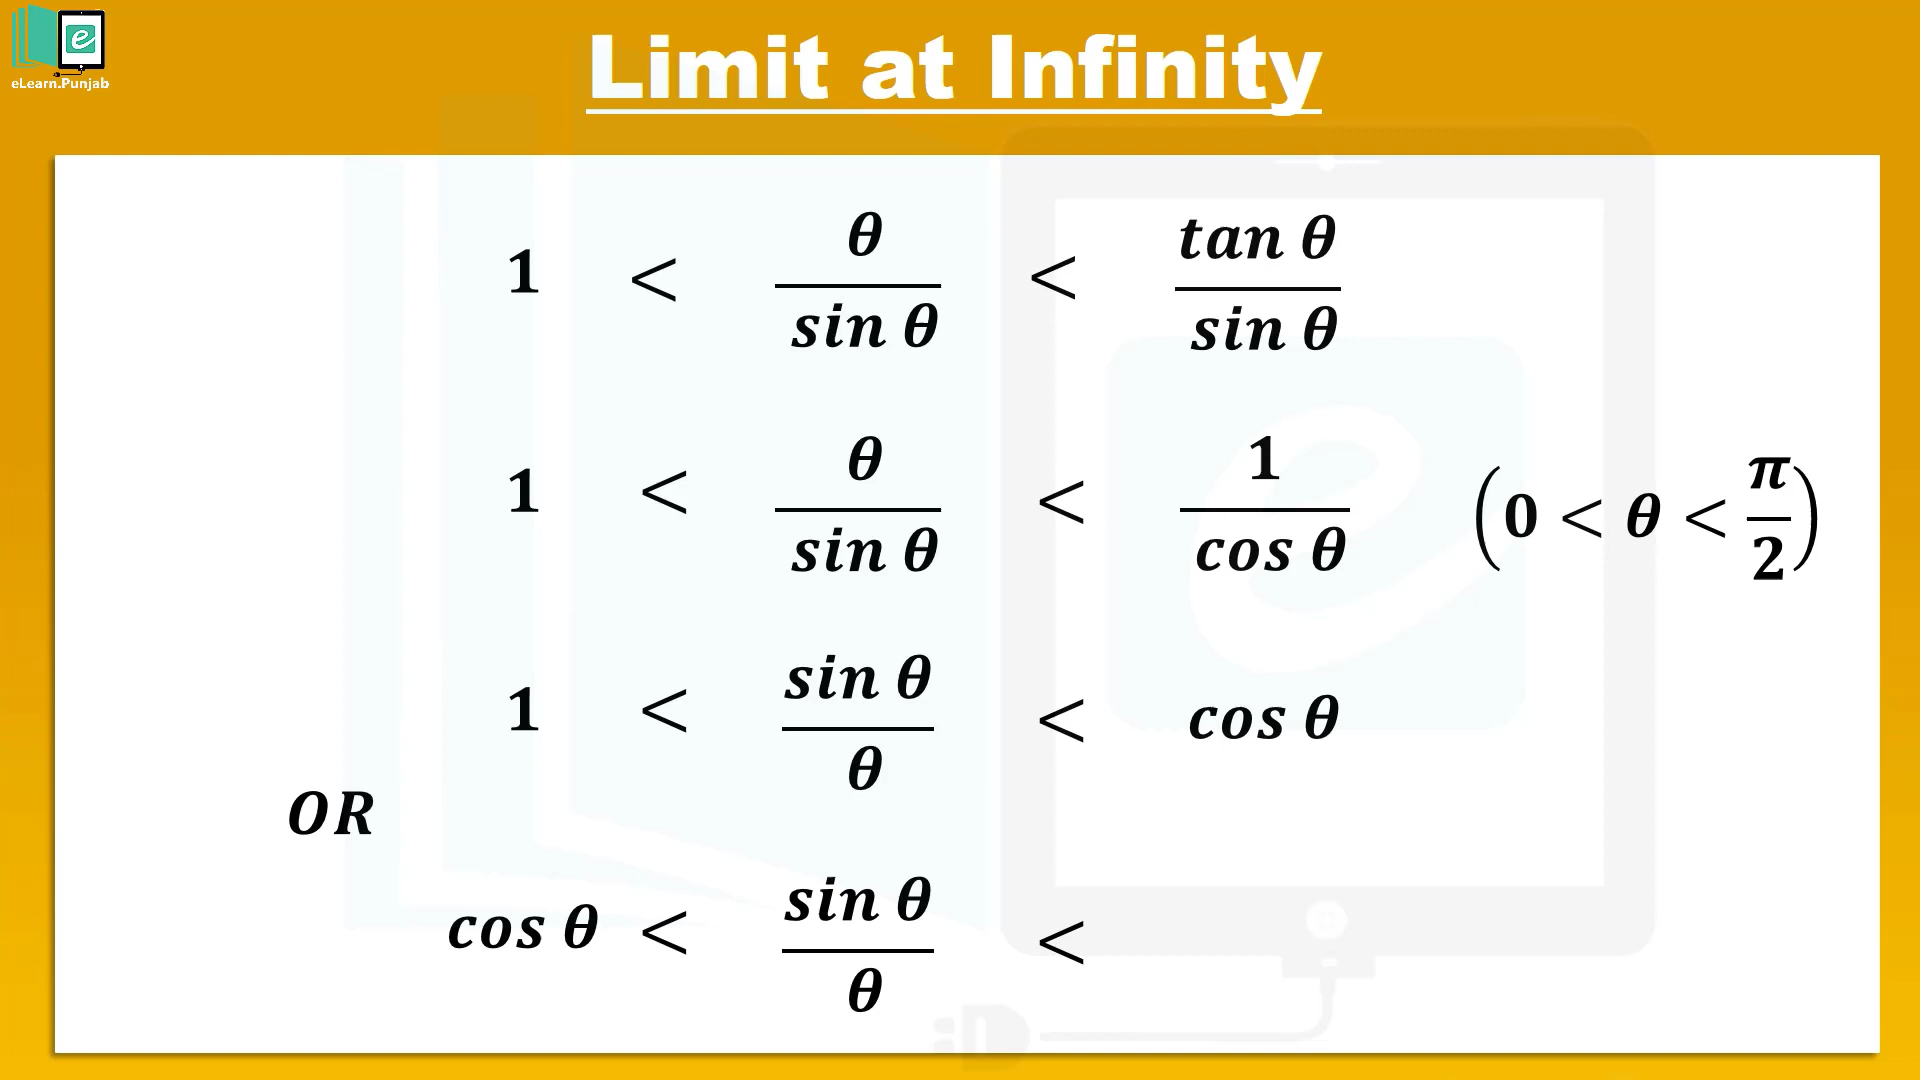 eLearn.Punjab
Limit at Infinity
1 < θ/sin θ < tan θ/sin θ
1 < θ/sin θ < 1/cos θ (0 < θ < π/2)
1 < sin θ/θ < cos θ
OR
cos θ < sin θ/θ <